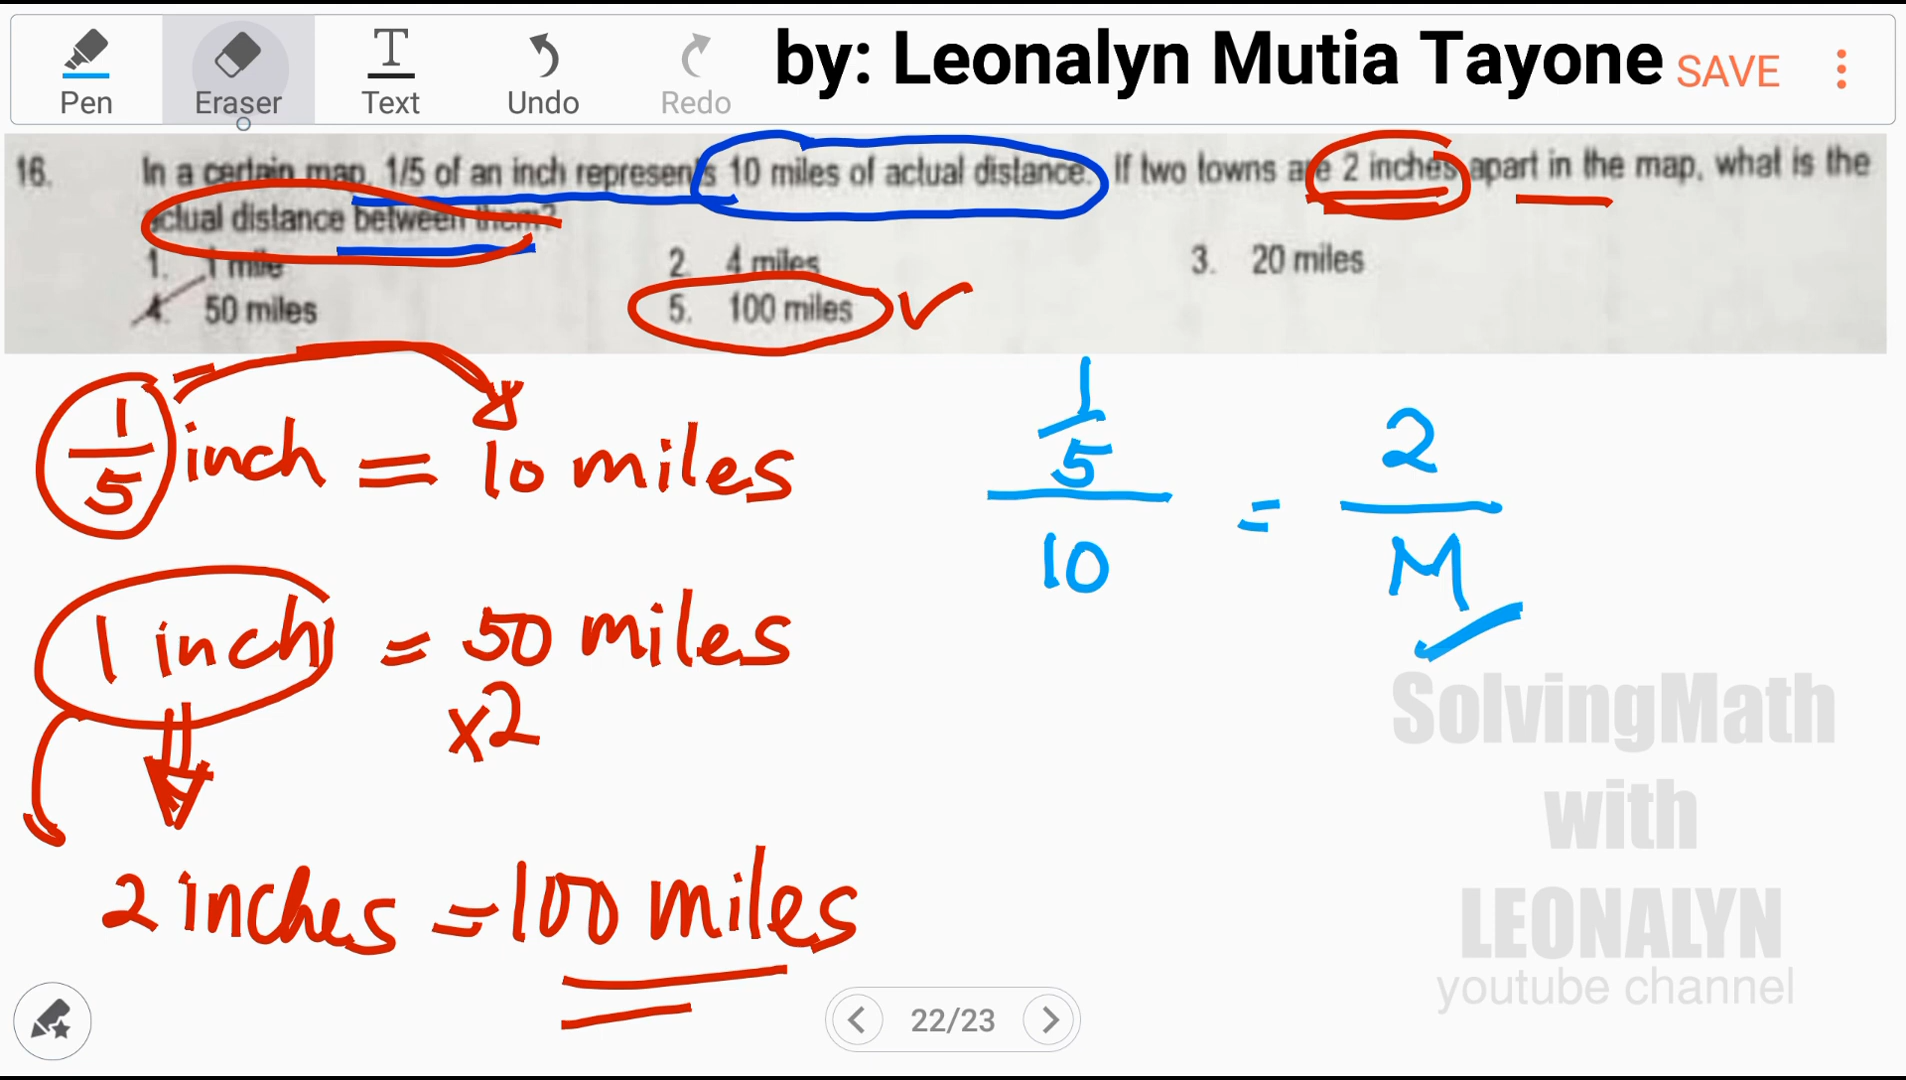 Pen Eraser Text Undo Redo by: Leonalyn Mutia Tayone SAVE
16. In a certain map, 1/5 of an inch represents 10 miles of actual distance. If two towns are 2 inches apart in the map, what is the
actual distance between them?
1. 1 mile 2. 4 miles 3. 20 miles
4. 50 miles 5. 100 miles
1/5 inch = 10 miles
1 inch = 50 miles
x2
2 inches = 100 miles
1/5
10 = 2
M
SolvingMath
with
LEONALYN
youtube channel
22/23